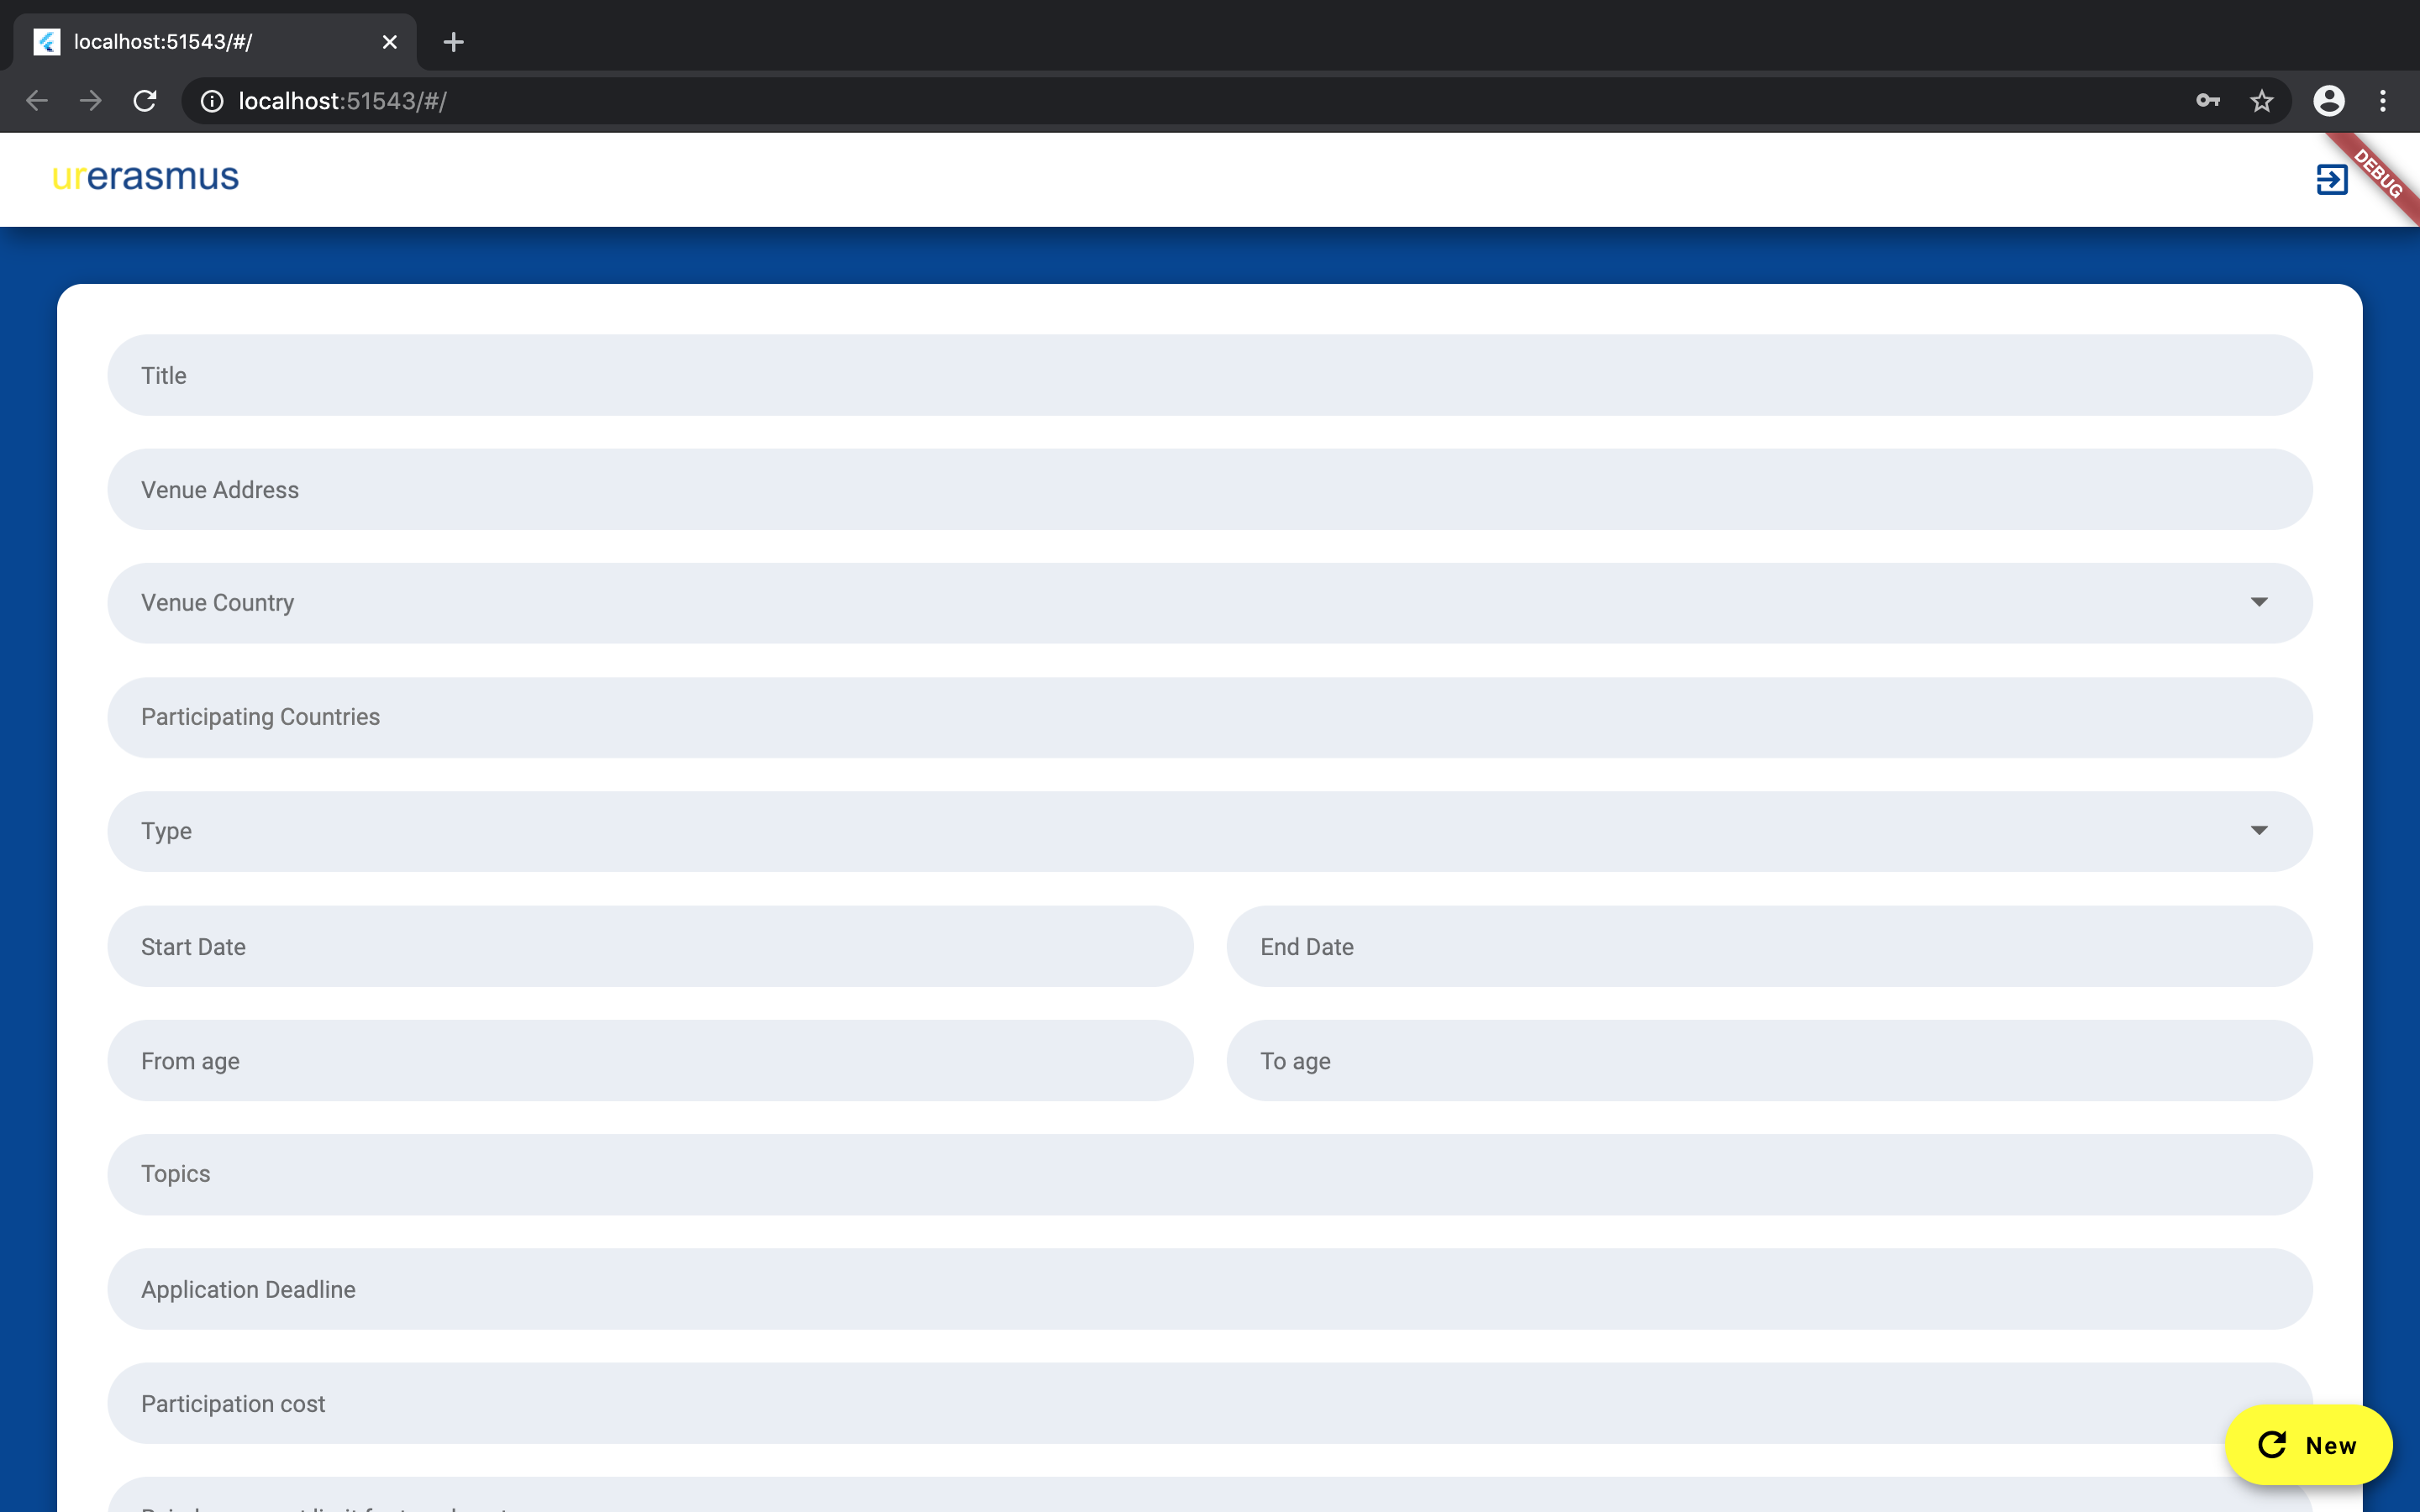 localhost:51543/#/
localhost:51543/#/
urerasmus
DEBUG
Title
Venue Address
Venue Country
Participating Countries
Type
Start Date End Date
From age To age
Topics
Application Deadline
Participation cost
New